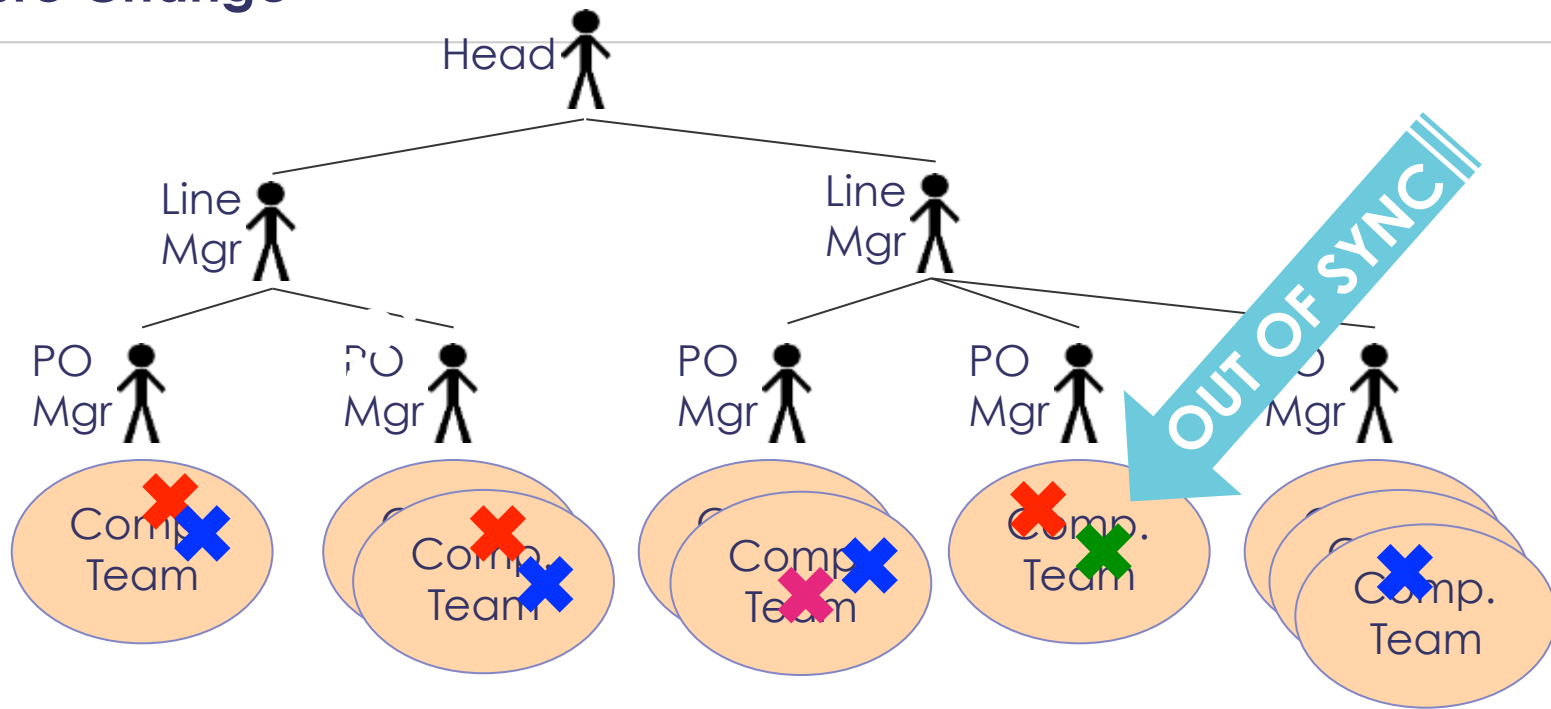 Change
Head
Line
Mgr
Line
Mgr
OUT OF SYNC
PO
Mgr
PO
Mgr
PO
Mgr
PO
Mgr
Mgr
Comp.
Team
Comp.
Team
Comp.
Team
Comp.
Team
Comp.
Team